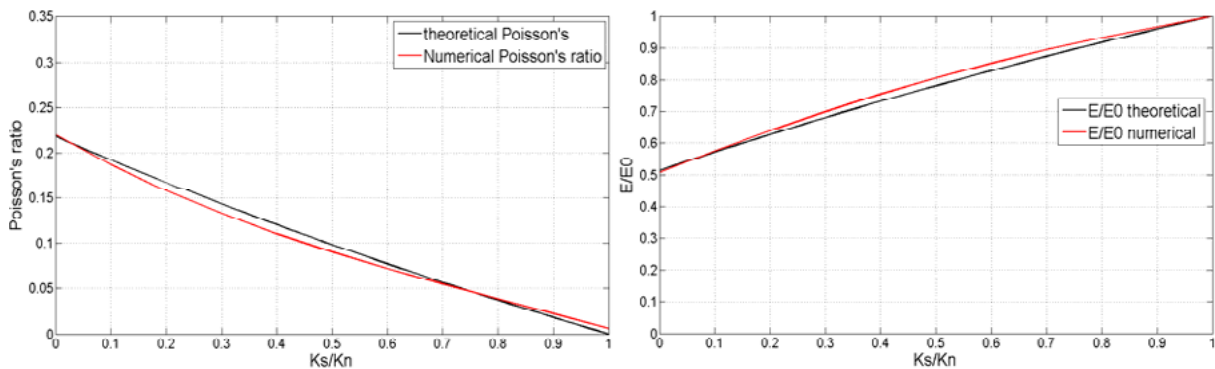 0.35
0.3
0.25
0.2
0.15
0.1
0.05
0
Poisson's ratio
theoretical Poisson's
Numerical Poisson's ratio
0 0.1 0.2 0.3 0.4 0.5 0.6 0.7 0.8 0.9 1
Ks/Kn
1
0.9
0.8
0.7
0.6
0.5
0.4
0.3
0.2
0.1
0
E/E0
E/E0 theoretical
E/E0 numerical
0 0.1 0.2 0.3 0.4 0.5 0.6 0.7 0.8 0.9 1
Ks/Kn